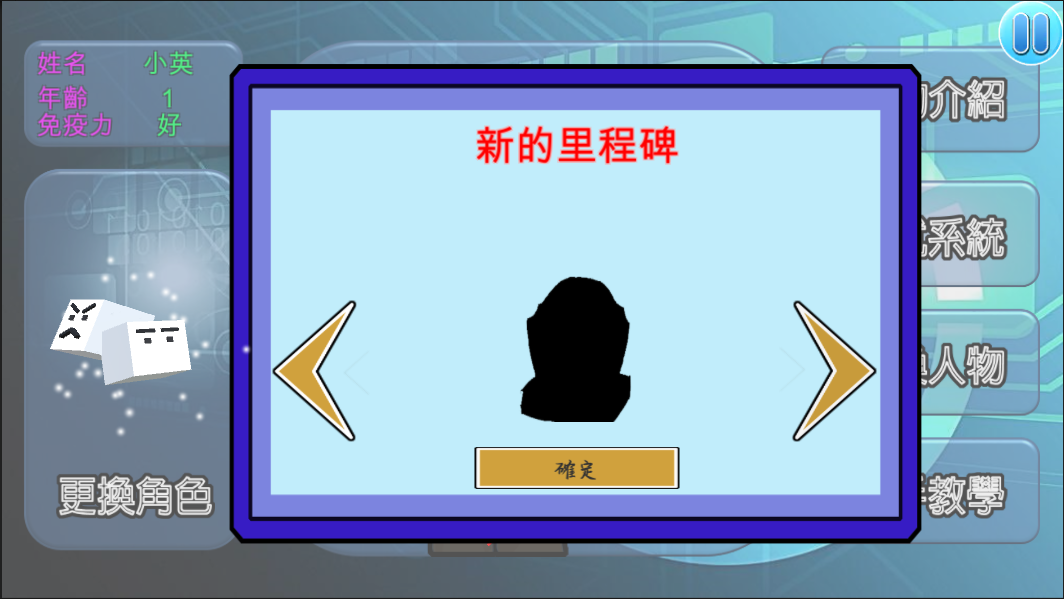 姓名 小英
年齡 1
免疫力 好
新的里程碑
確定
更換角色
介紹
系統
人物
教學